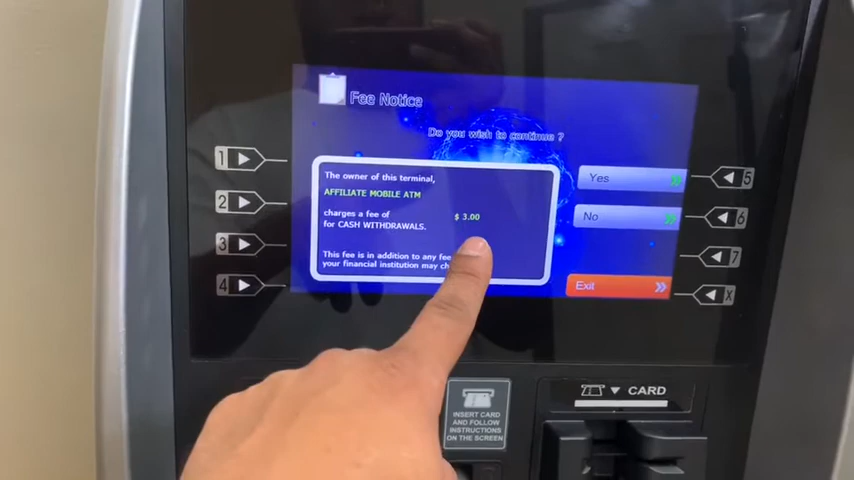 Fee Notice
Do you wish to continue ?
The owner of this terminal,
AFFILIATE MOBILE ATM
charges a fee of $ 3.00
for CASH WITHDRAWALS.
This fee is in addition to any
your financial institution may
Yes
No
Exit
1
2
3
4
5
6
7
X
INSERT CARD
AND FOLLOW
INSTRUCTIONS
ON THE SCREEN
CARD